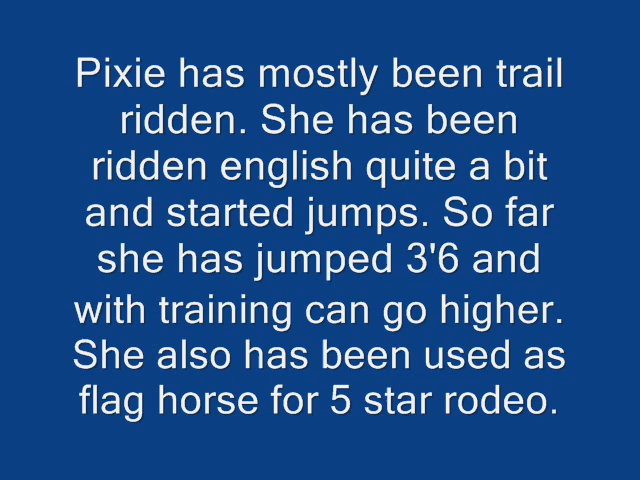 Pixie has mostly been trail
ridden. She has been
ridden english quite a bit
and started jumps. So far
she has jumped 3'6 and
with training can go higher.
She also has been used as
flag horse for 5 star rodeo.